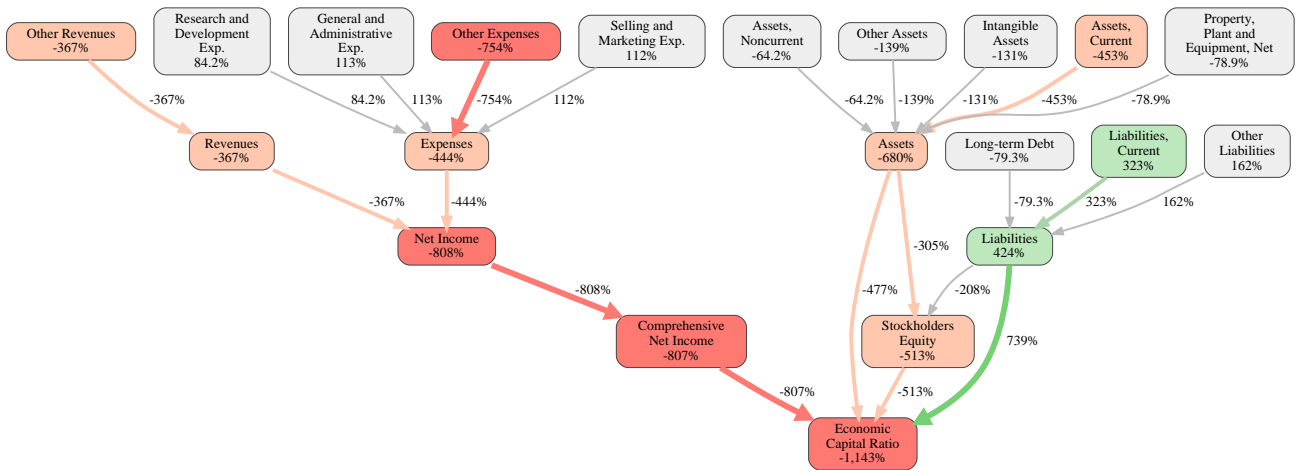 Other Revenues
-367%
Research and
Development
Exp.
84.2%
General and
Administrative
Exp.
113%
Other Expenses
-754%
Selling and
Marketing Exp.
112%
Assets,
Noncurrent
-64.2%
Other Assets
-139%
Intangible
Assets
-131%
Assets,
Current
-453%
Property,
Plant and
Equipment, Net
-78.9%
-367%
84.2%
113%
-754%
112%
-64.2%
-139%
-131%
-453%
-78.9%
Revenues
-367%
Expenses
-444%
Assets
-680%
Long-term Debt
-79.3%
Liabilities,
Current
323%
Other
Liabilities
162%
-367%
-444%
-79.3%
323%
162%
Net Income
-808%
-305%
Liabilities
424%
-808%
-477%
-208%
Comprehensive
Net Income
-807%
Stockholders
Equity
-513%
739%
-807%
-513%
Economic
Capital Ratio
-1,143%